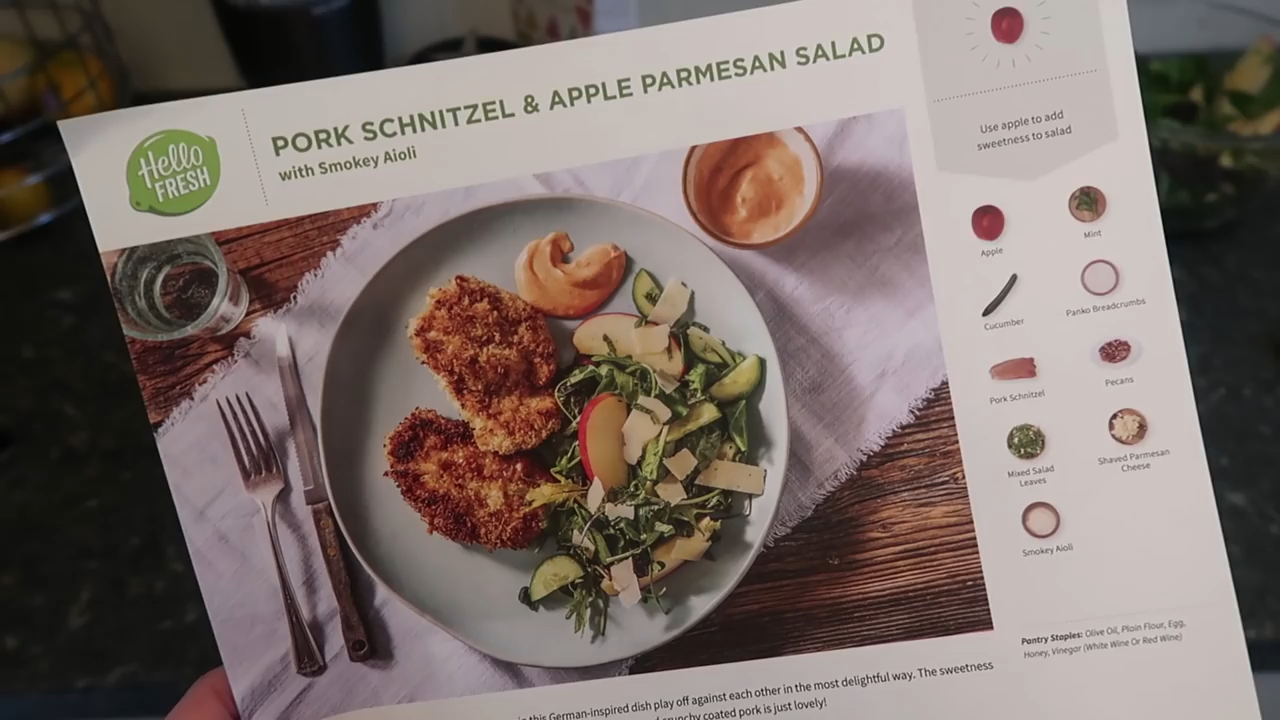 Hello
FRESH
PORK SCHNITZEL & APPLE PARMESAN SALAD
with Smokey Aioli
Use apple to add
sweetness to salad
Apple
Mint
Cucumber
Panko Breadcrumbs
Pork Schnitzel
Pecans
Mixed Salad
Leaves
Shaved Parmesan
Cheese
Smokey Aioli
Pantry Staples: Olive Oil, Plain Flour, Egg,
Honey, Vinegar (White Wine Or Red Wine)
this German-inspired dish play off against each other in the most delightful way. The sweetness
crunchy coated pork is just lovely!